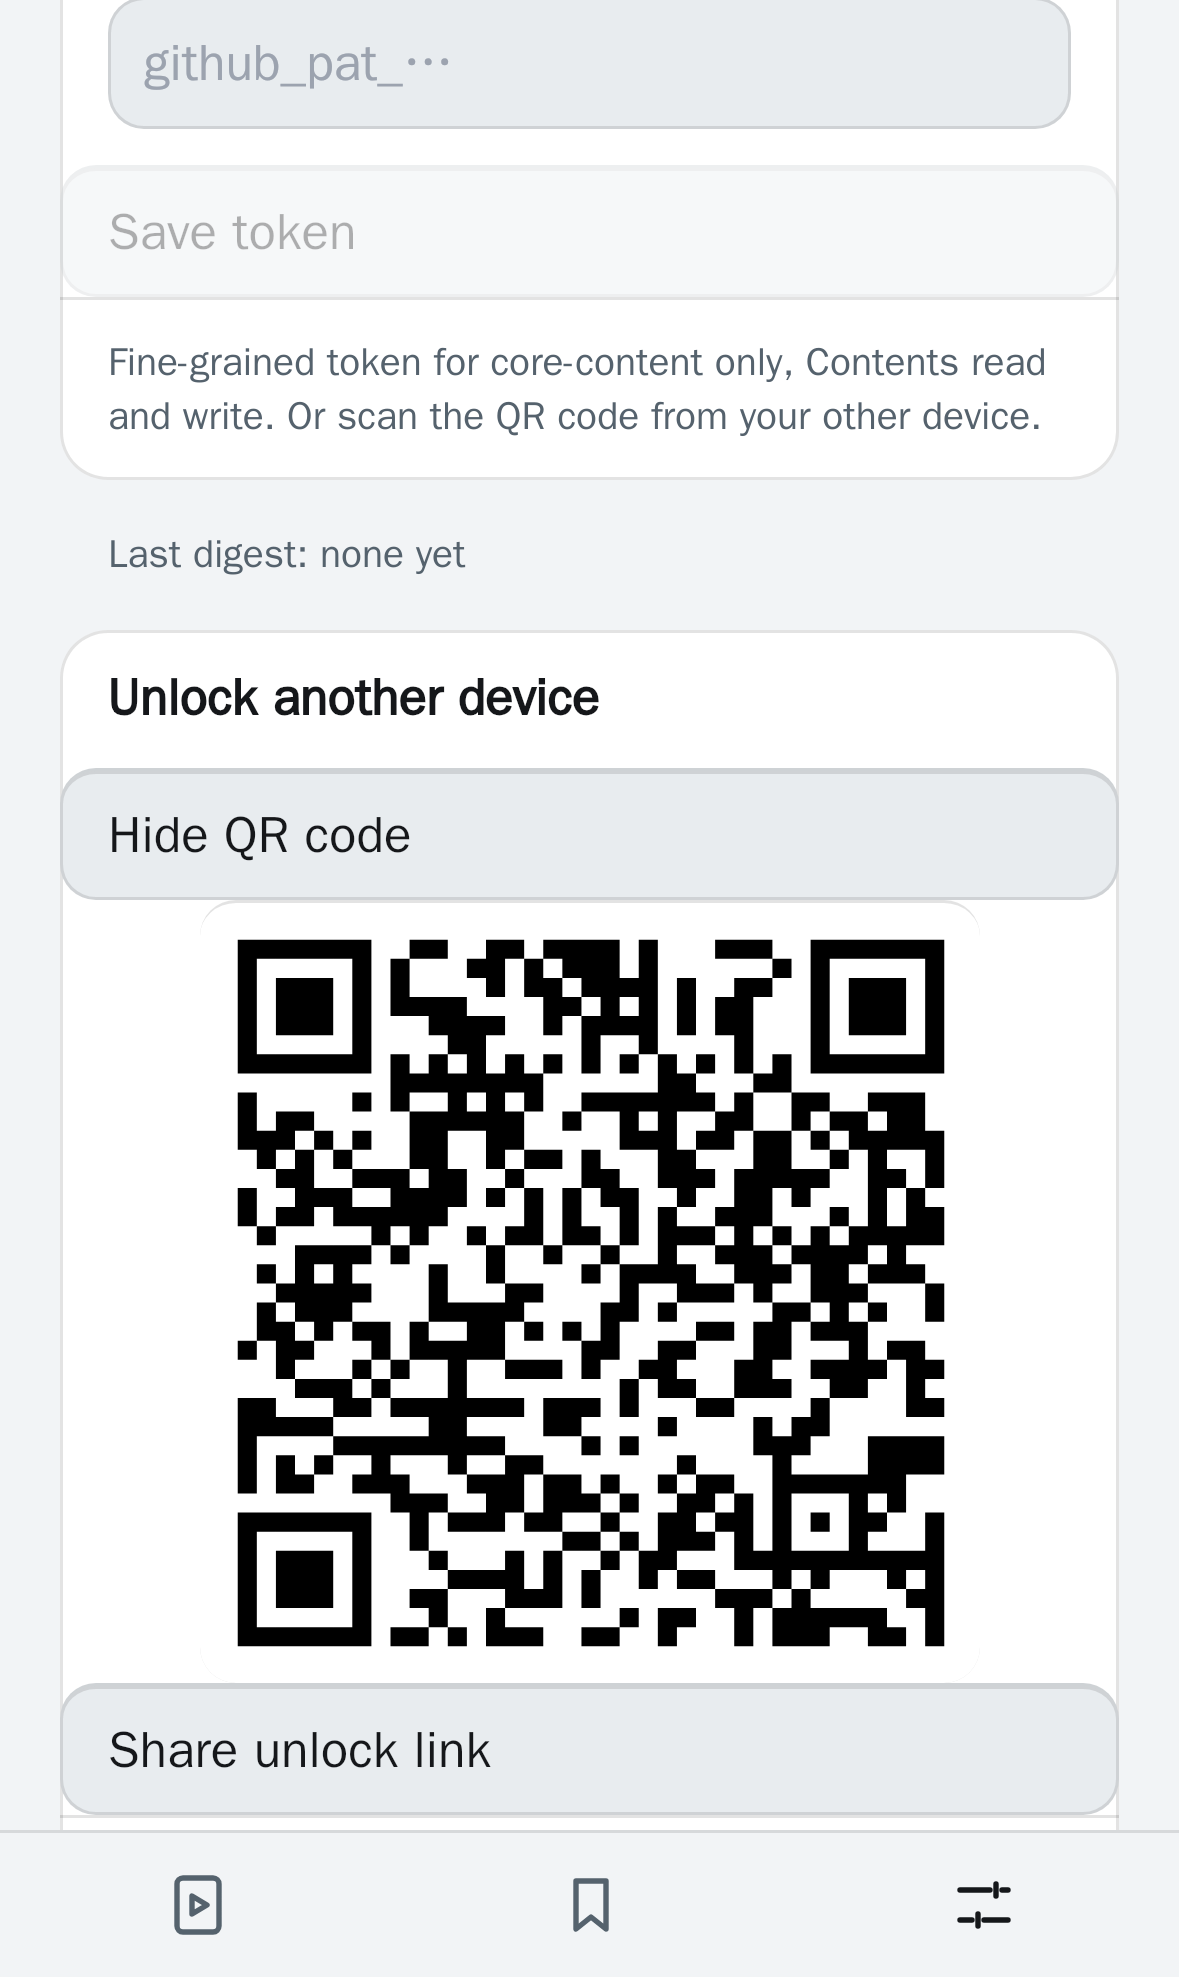 github_pat_···
Save token
Fine-grained token for core-content only, Contents read
and write. Or scan the QR code from your other device.
Last digest: none yet
Unlock another device
Hide QR code
Share unlock link